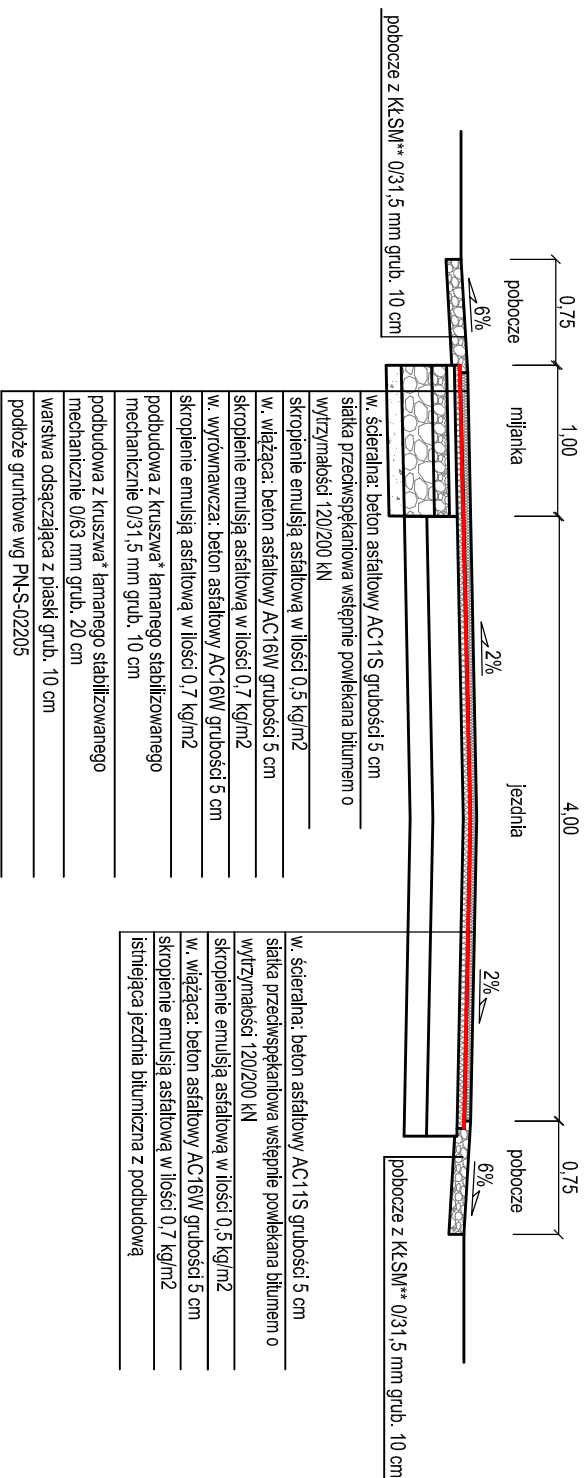 0,75
1,00
4,00
0,75
pobocze
mijanka
jezdnia
pobocze
6%
2%
2%
6%
pobocze z KŁSM** 0/31,5 mm grub. 10 cm
pobocze z KŁSM** 0/31,5 mm grub. 10 cm
w. ścieralna: beton asfaltowy AC11S grubości 5 cm
siatka przeciwspękaniowa wstępnie powlekana bitumem o
wytrzymałości 120/200 kN
skropienie emulsją asfaltową w ilości 0,5 kg/m2
w. wiążąca: beton asfaltowy AC16W grubości 5 cm
skropienie emulsją asfaltową w ilości 0,7 kg/m2
w. wyrównawcza: beton asfaltowy AC16W grubości 5 cm
skropienie emulsją asfaltową w ilości 0,7 kg/m2
podbudowa z kruszwa* łamanego stabilizowanego
mechanicznie 0/31,5 mm grub. 10 cm
podbudowa z kruszwa* łamanego stabilizowanego
mechanicznie 0/63 mm grub. 20 cm
warstwa odsączająca z piaski grub. 10 cm
podłoże gruntowe wg PN-S-02205
w. ścieralna: beton asfaltowy AC11S grubości 5 cm
siatka przeciwspękaniowa wstępnie powlekana bitumem o
wytrzymałości 120/200 kN
skropienie emulsją asfaltową w ilości 0,5 kg/m2
w. wiążąca: beton asfaltowy AC16W grubości 5 cm
skropienie emulsją asfaltową w ilości 0,7 kg/m2
istniejąca jezdnia bitumiczna z podbudową